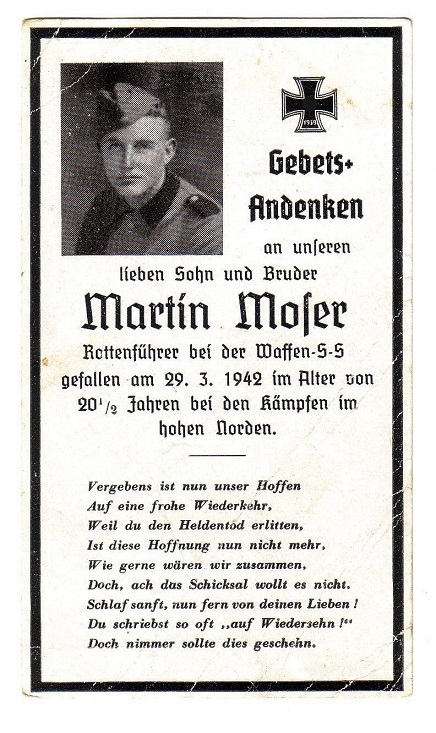 1939
Gebets-
Andenken
an unseren
lieben Sohn und Bruder
Martin Moser
Rottenführer bei der Waffen-S-S
gefallen am 29. 3. 1942 im Alter von
20 1/2 Jahren bei den Kämpfen im
hohen Norden.
Vergebens ist nun unser Hoffen
Auf eine frohe Wiederkehr,
Weil du den Heldentod erlitten,
Ist diese Hoffnung nun nicht mehr,
Wie gerne wären wir zusammen,
Doch, ach das Schicksal wollt es nicht.
Schlaf sanft, nun fern von deinen Lieben!
Du schriebst so oft „auf Wiedersehn!“
Doch nimmer sollte dies geschehn.